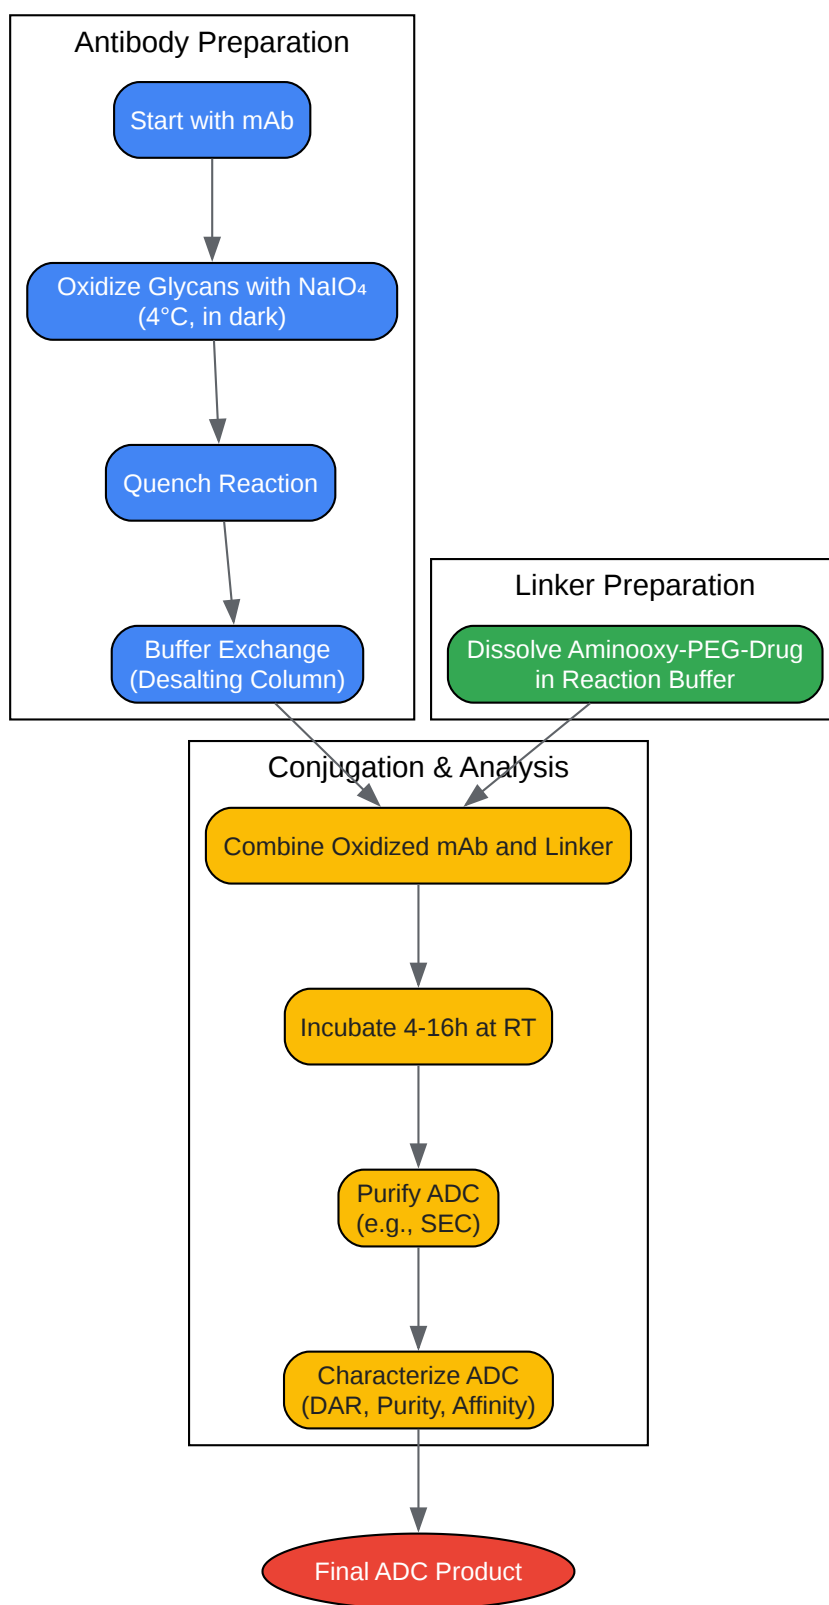 Antibody Preparation
Start with mAb
Oxidize Glycans with NaIO₄
(4°C, in dark)
Quench Reaction
Buffer Exchange
(Desalting Column)
Linker Preparation
Dissolve Aminooxy-PEG-Drug
in Reaction Buffer
Conjugation & Analysis
Combine Oxidized mAb and Linker
Incubate 4-16h at RT
Purify ADC
(e.g., SEC)
Characterize ADC
(DAR, Purity, Affinity)
Final ADC Product